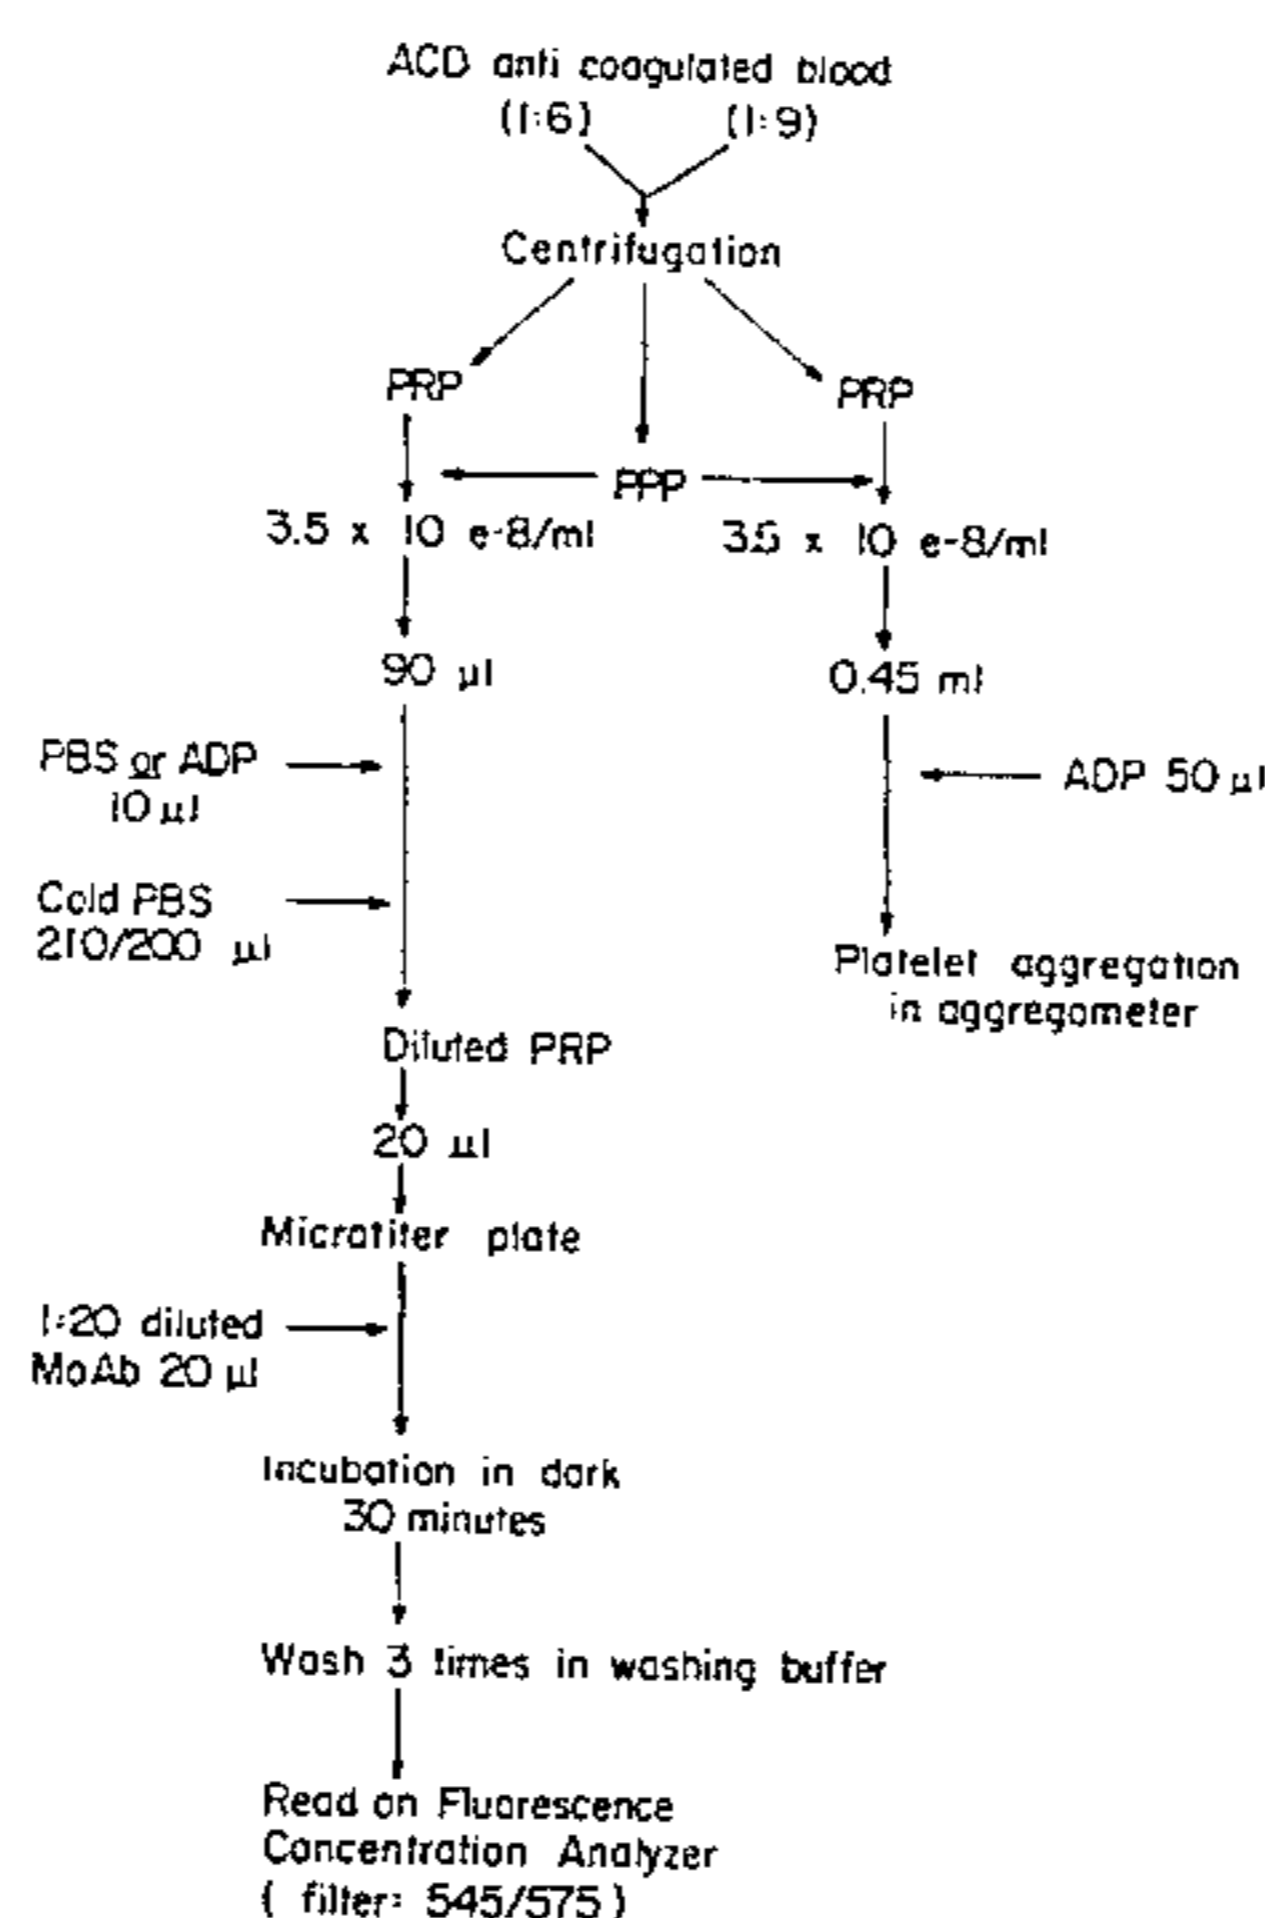 ACD anti coagulated blood
(1:6) (1:9)
Centrifugation
PRP
PRP
PPP
3.5 x 10 e-8/ml
3.5 x 10 e-8/ml
90 µl
0.45 ml
PBS or ADP
10 µl
ADP 50 µl
Cold PBS
210/200 µl
Platelet aggregation
in aggregometer
Diluted PRP
20 µl
Microtiter plate
1:20 diluted
MoAb 20 µl
Incubation in dark
30 minutes
Wash 3 times in washing buffer
Read on Fluorescence
Concentration Analyzer
( filter: 545/575)